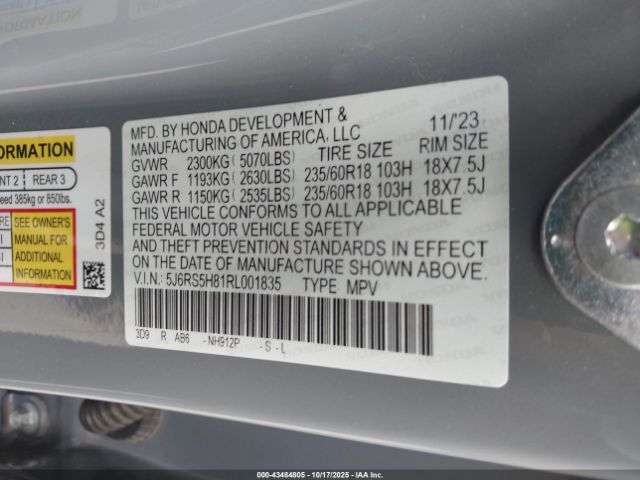 ORMATION
NT 2 REAR 3
eed 385kg or 850lbs.
RE SEE OWNER'S
MANUAL FOR
ADDITIONAL
INFORMATION
3D4 A2
MFD. BY HONDA DEVELOPMENT & 11/'23
MANUFACTURING OF AMERICA, LLC
GVWR 2300KG( 5070LBS) TIRE SIZE RIM SIZE
GAWR F 1193KG( 2630LBS) 235/60R18 103H 18X7.5J
GAWR R 1150KG( 2535LBS) 235/60R18 103H 18X7.5J
THIS VEHICLE CONFORMS TO ALL APPLICABLE
FEDERAL MOTOR VEHICLE SAFETY
AND THEFT PREVENTION STANDARDS IN EFFECT
ON THE DATE OF MANUFACTURE SHOWN ABOVE.
V.I.N.: 5J6RS5H81RL001835 TYPE MPV
3D9 R AB6 -NH912P -S-L
000-43484805 - 10/17/2025 - IAA, Inc.